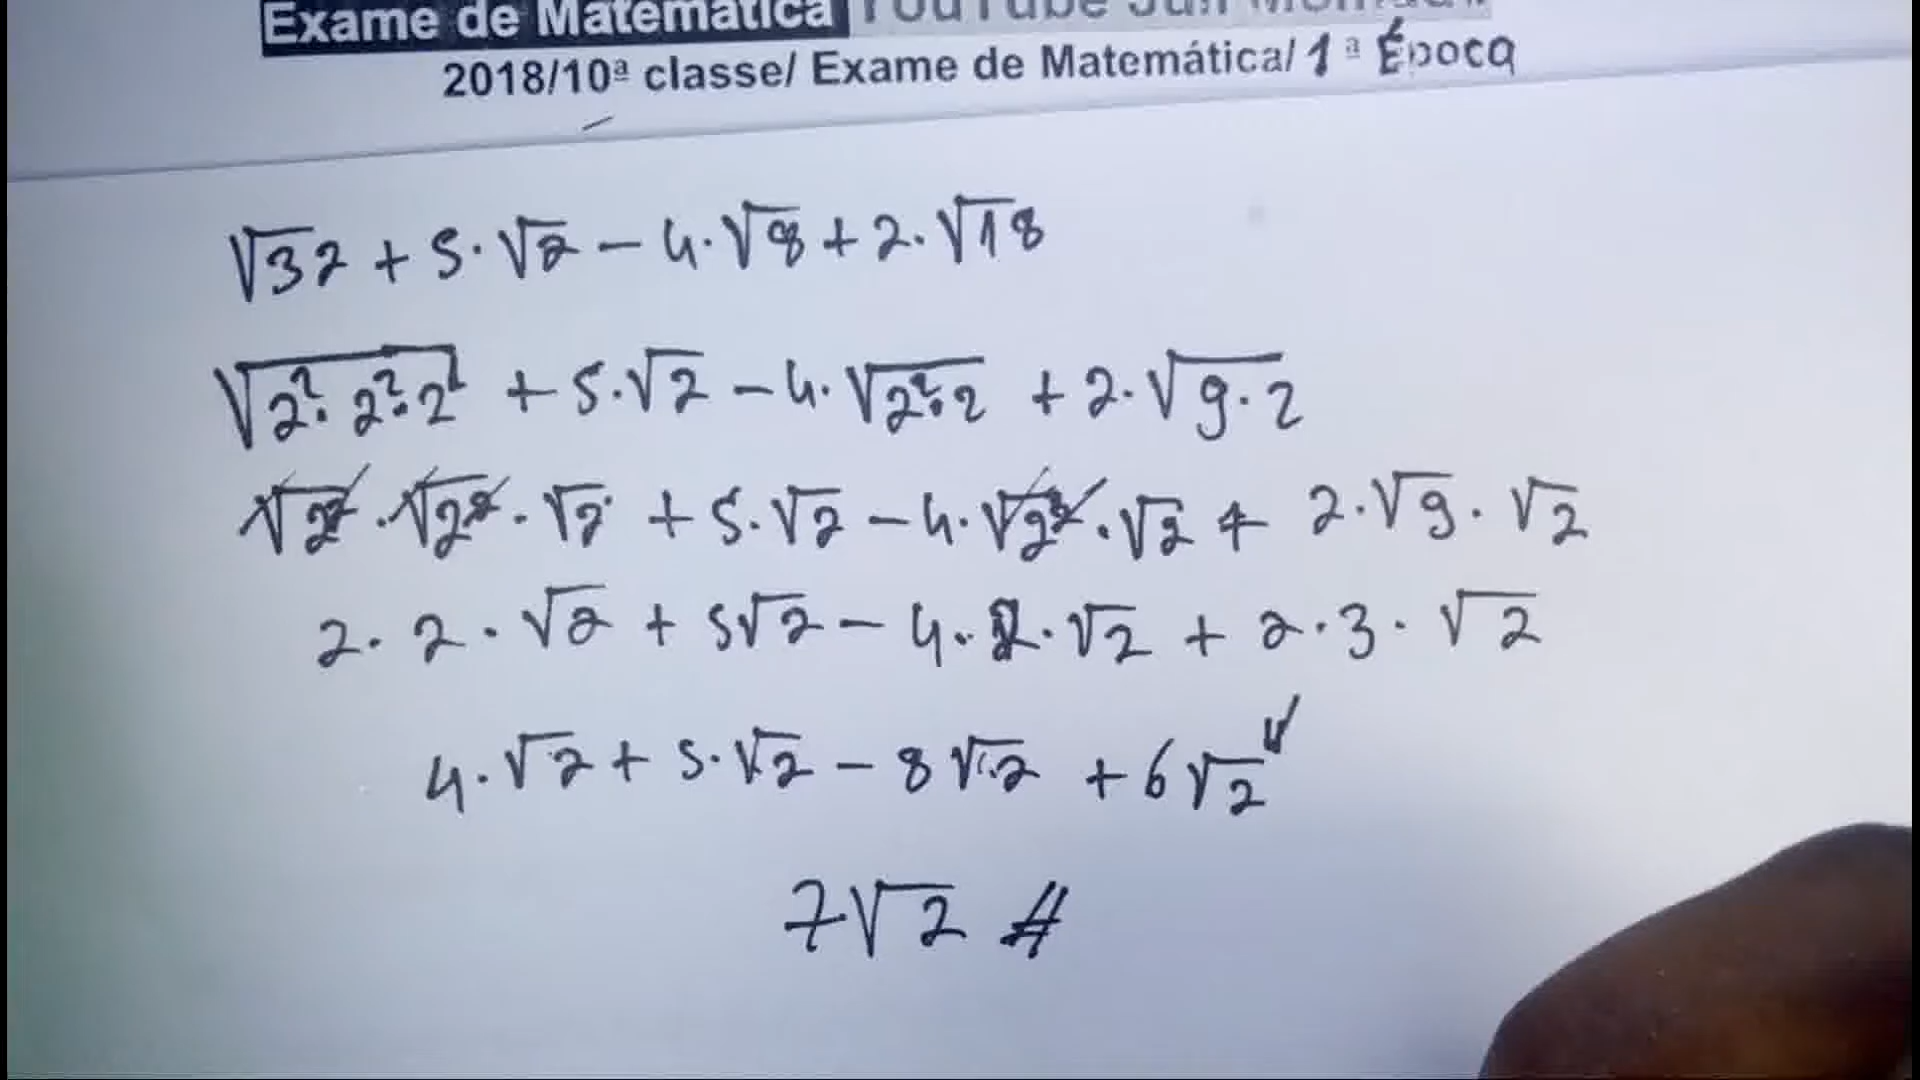 Exame de Matemática YouTube
2018/10ª classe/ Exame de Matemática/ 1ª Época
√32 + 5·√2 - 4·√8 + 2·√18
√2²·2²·2¹ + 5·√2 - 4·√2²·2 + 2·√9·2
√2²·√2²·√2 + 5·√2 - 4·√2²·√2 + 2·√9·√2
2·2·√2 + 5√2 - 4·2·√2 + 2·3·√2
4·√2 + 5·√2 - 8√2 + 6√2
7√2 #